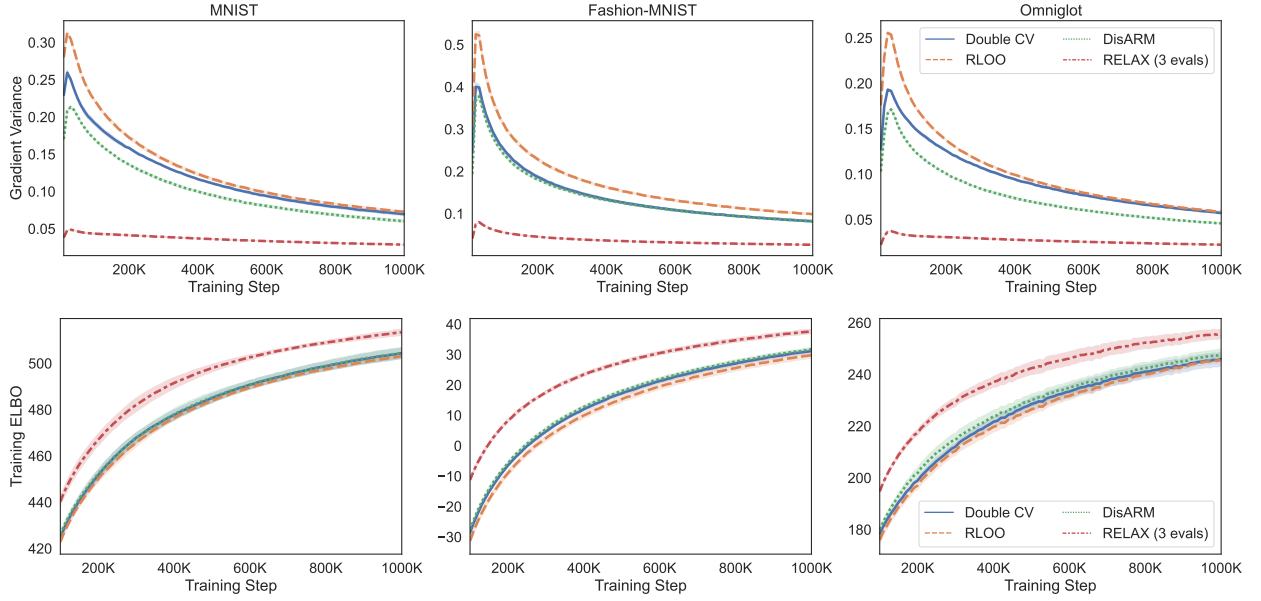 MNIST
Fashion-MNIST
Omniglot
Gradient Variance
0.30
0.25
0.20
0.15
0.10
0.05
200K 400K 600K 800K 1000K
Training Step
0.5
0.4
0.3
0.2
0.1
200K 400K 600K 800K 1000K
Training Step
0.25
0.20
0.15
0.10
0.05
Double CV
RLOO
DisARM
RELAX (3 evals)
200K 400K 600K 800K 1000K
Training Step
Training ELBO
500
480
460
440
420
200K 400K 600K 800K 1000K
Training Step
40
30
20
10
0
−10
−20
−30
200K 400K 600K 800K 1000K
Training Step
260
240
220
200
180
Double CV
RLOO
DisARM
RELAX (3 evals)
200K 400K 600K 800K 1000K
Training Step